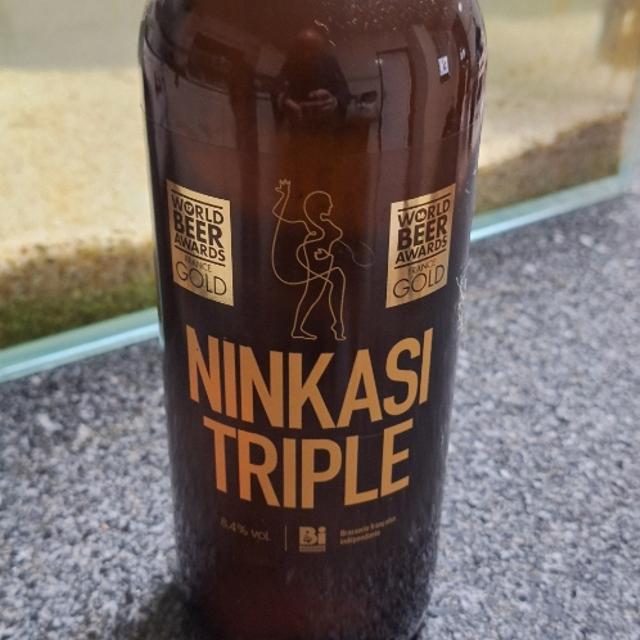 WORLD
BEER
AWARDS
FRANCE
GOLD
WORLD
BEER
AWARDS
FRANCE
GOLD
NINKASI
TRIPLE
8,4% vol.
Bi
Brasserie française
indépendante